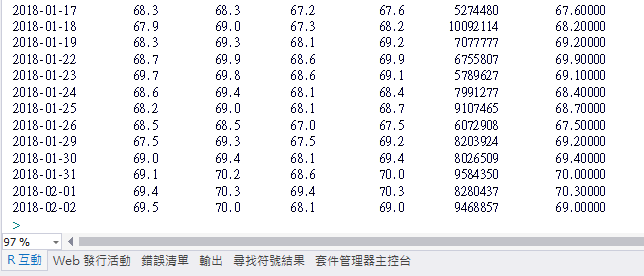 2018-01-17 68.3 68.3 67.2 67.6 5274480 67.60000
2018-01-18 67.9 69.0 67.3 68.2 10092114 68.20000
2018-01-19 68.3 69.3 68.1 69.2 7077777 69.20000
2018-01-22 68.7 69.9 68.6 69.9 6755807 69.90000
2018-01-23 69.7 69.8 68.6 69.1 5789627 69.10000
2018-01-24 68.6 69.4 68.1 68.4 7991277 68.40000
2018-01-25 68.2 69.0 68.1 68.7 9107465 68.70000
2018-01-26 68.5 68.5 67.0 67.5 6072908 67.50000
2018-01-29 67.5 69.3 67.5 69.2 8203924 69.20000
2018-01-30 69.0 69.4 68.1 69.4 8026509 69.40000
2018-01-31 69.1 70.2 68.6 70.0 9584350 70.00000
2018-02-01 69.4 70.3 69.4 70.3 8280437 70.30000
2018-02-02 69.5 70.0 68.1 69.0 9468857 69.00000
>
97 %
R 互動 Web 發行活動 錯誤清單 輸出 尋找符號結果 套件管理器主控台